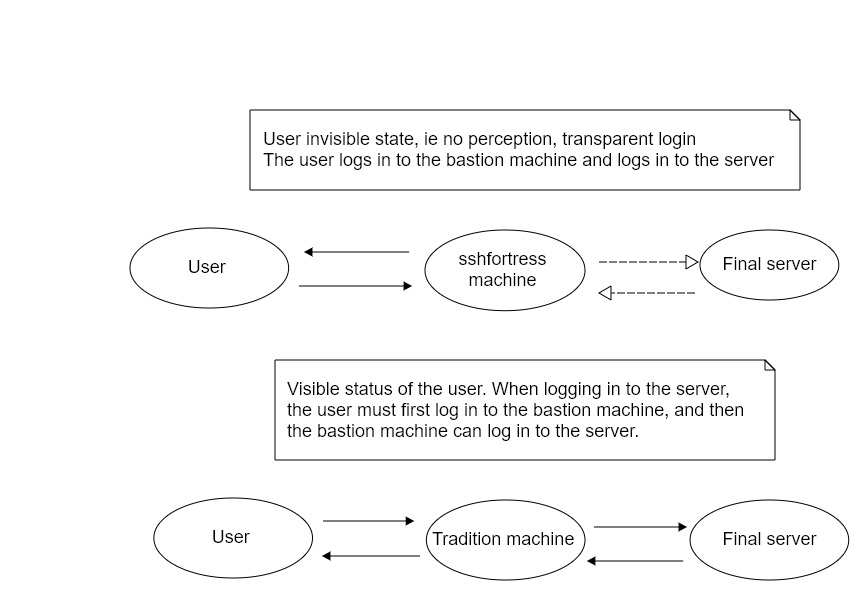 User invisible state, ie no perception, transparent login
The user logs in to the bastion machine and logs in to the server
User
sshfortress
machine
Final server
Visible status of the user. When logging in to the server,
the user must first log in to the bastion machine, and then
the bastion machine can log in to the server.
User
Tradition machine
Final server